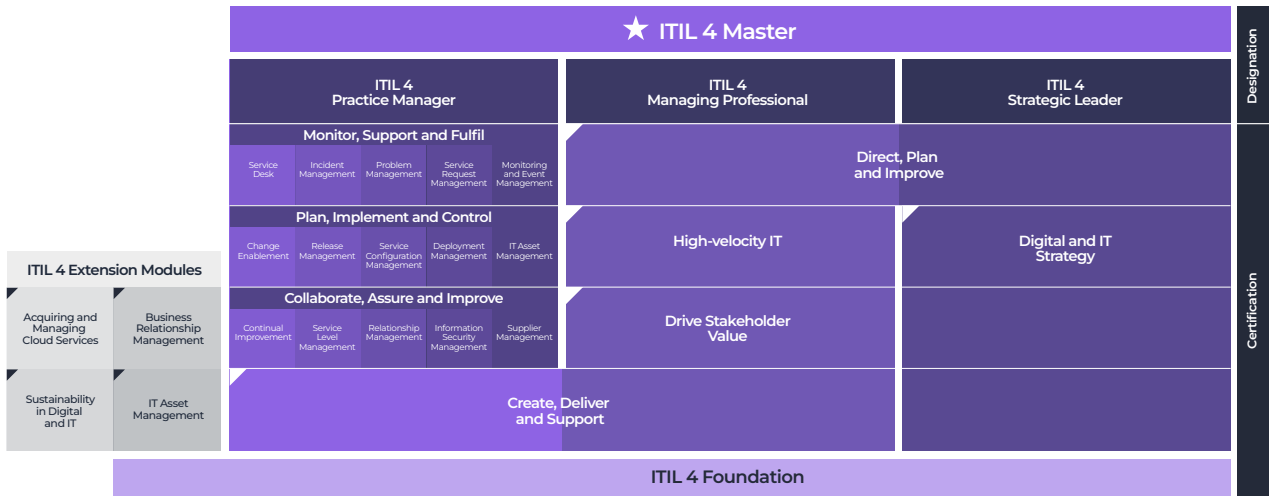 ITIL 4 Master
Designation
ITIL 4
Practice Manager
ITIL 4
Managing Professional
ITIL 4
Strategic Leader
Monitor, Support and Fulfil
Service
Desk
Incident
Management
Problem
Management
Service
Request
Management
Monitoring
and Event
Management
Direct, Plan
and Improve
Plan, Implement and Control
Change
Enablement
Release
Management
Service
Configuration
Management
Deployment
Management
IT Asset
Management
High-velocity IT
Digital and IT
Strategy
Certification
ITIL 4 Extension Modules
Acquiring and
Managing
Cloud Services
Business
Relationship
Management
Sustainability
in Digital
and IT
IT Asset
Management
Collaborate, Assure and Improve
Continual
Improvement
Service
Level
Management
Relationship
Management
Information
Security
Management
Supplier
Management
Drive Stakeholder
Value
Create, Deliver
and Support
ITIL 4 Foundation